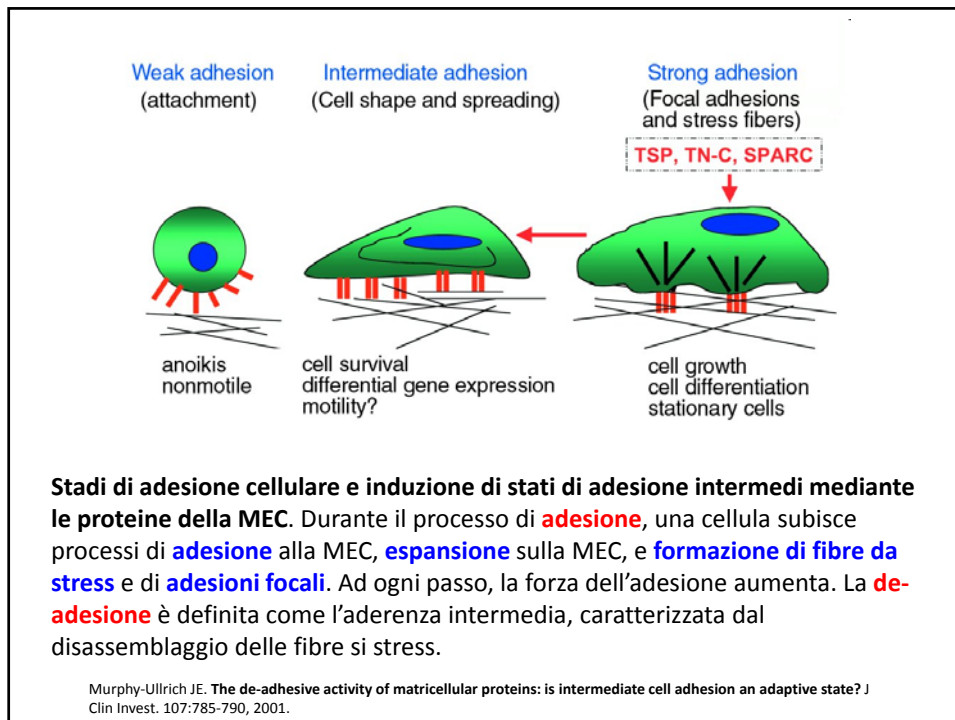 Weak adhesion
(attachment)
Intermediate adhesion
(Cell shape and spreading)
Strong adhesion
(Focal adhesions
and stress fibers)
TSP, TN-C, SPARC
anoikis
nonmotile
cell survival
differential gene expression
motility?
cell growth
cell differentiation
stationary cells
Stadi di adesione cellulare e induzione di stati di adesione intermedi mediante
le proteine della MEC. Durante il processo di adesione, una cellula subisce
processi di adesione alla MEC, espansione sulla MEC, e formazione di fibre da
stress e di adesioni focali. Ad ogni passo, la forza dell’adesione aumenta. La de-
adesione è definita come l’aderenza intermedia, caratterizzata dal
disassemblaggio delle fibre si stress.
Murphy-Ullrich JE. The de-adhesive activity of matricellular proteins: is intermediate cell adhesion an adaptive state? J
Clin Invest. 107:785-790, 2001.